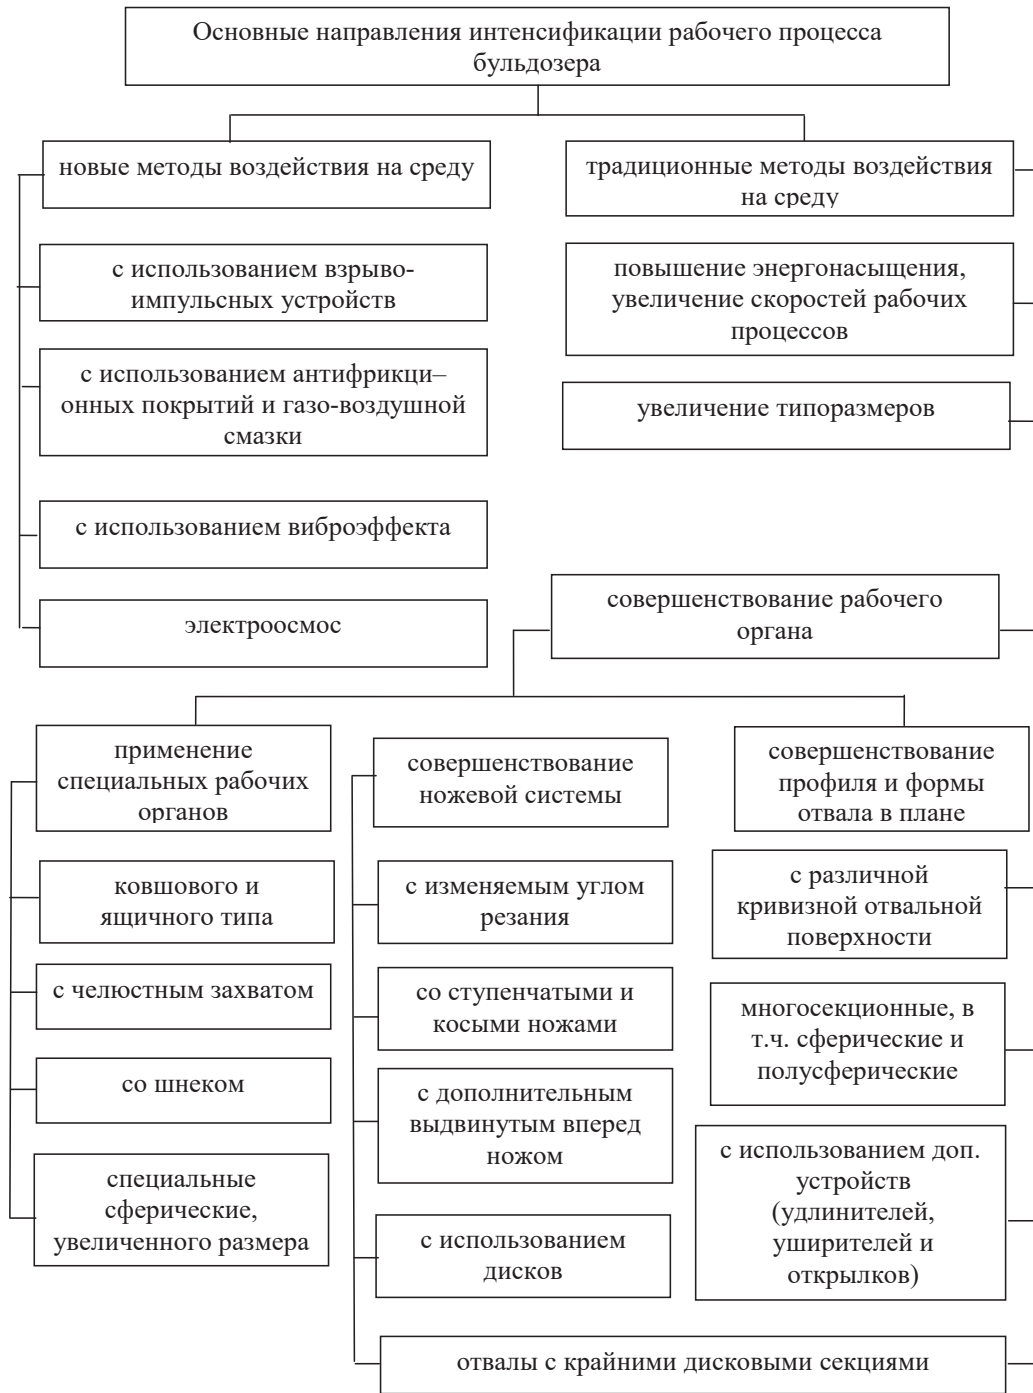 Основные направления интенсификации рабочего процесса
бульдозера
новые методы воздействия на среду
традиционные методы воздействия
на среду
с использованием взрыво-
импульсных устройств
повышение энергонасыщения,
увеличение скоростей рабочих
процессов
с использованием антифрикци–
онных покрытий и газо-воздушной
смазки
увеличение типоразмеров
с использованием виброэффекта
электроосмос
совершенствование рабочего
органа
применение
специальных рабочих
органов
ковшового и
ящичного типа
с челюстным захватом
со шнеком
специальные
сферические,
увеличенного размера
совершенствование
ножевой системы
с изменяемым углом
резания
со ступенчатыми и
косыми ножами
с дополнительным
выдвинутым вперед
ножом
с использованием
дисков
совершенствование
профиля и формы
отвала в плане
с различной
кривизной отвальной
поверхности
многосекционные, в
т.ч. сферические и
полусферические
с использованием доп.
устройств
(удлинителей,
уширителей и
открылков)
отвалы с крайними дисковыми секциями